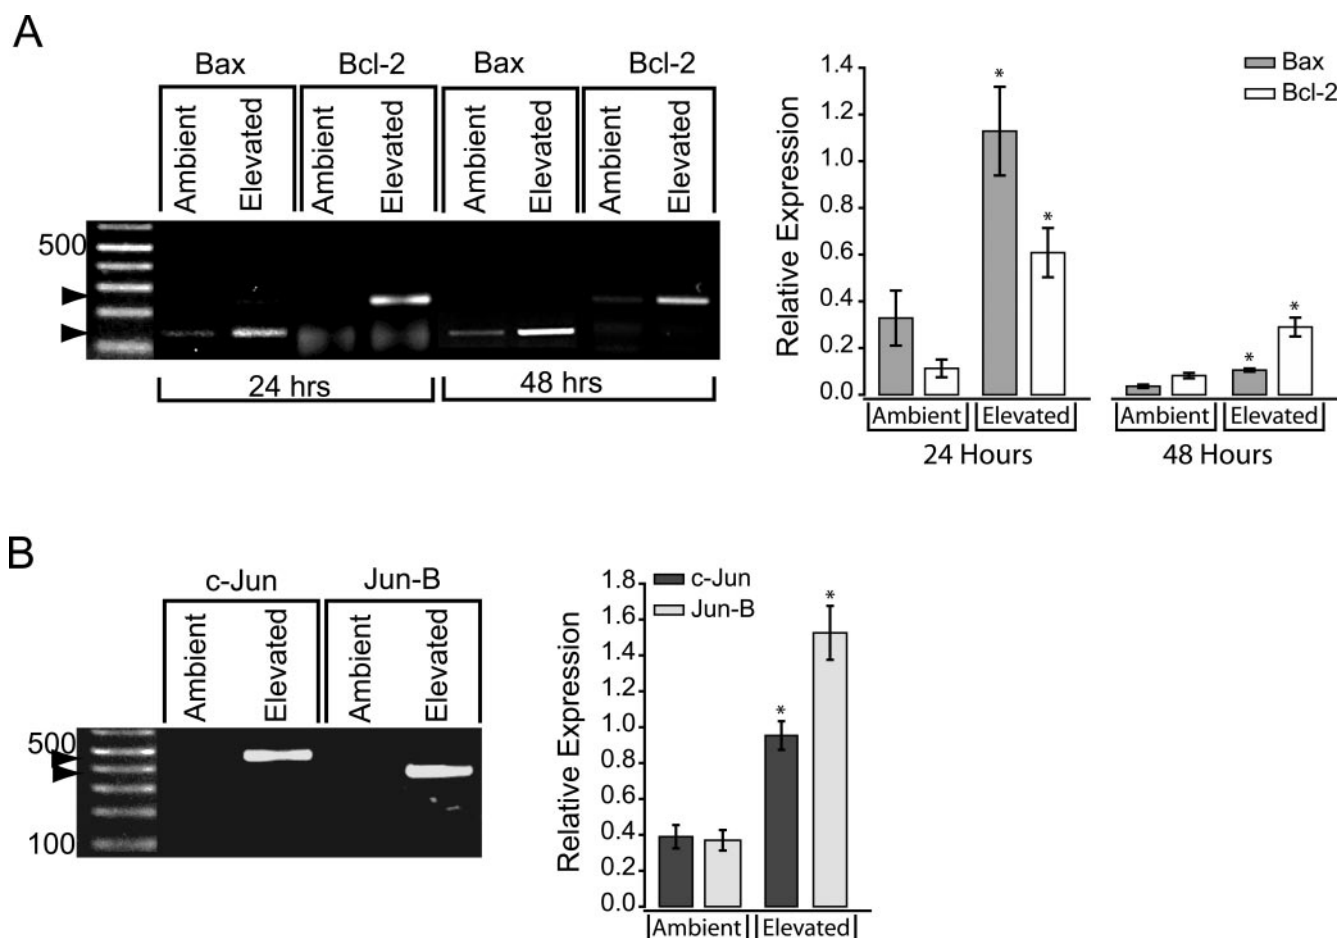 A
Bax Bcl-2 Bax Bcl-2
Ambient Elevated Ambient Elevated Ambient Elevated Ambient Elevated
500
24 hrs 48 hrs
Bax
Bcl-2
Relative Expression
1.4
1.2
1.0
0.8
0.6
0.4
0.2
0.0
* * * *
Ambient Elevated Ambient Elevated
24 Hours 48 Hours
B
c-Jun Jun-B
Ambient Elevated Ambient Elevated
500
100
c-Jun
Jun-B
Relative Expression
1.8
1.6
1.4
1.2
1.0
0.8
0.6
0.4
0.2
0.0
* *
Ambient Elevated